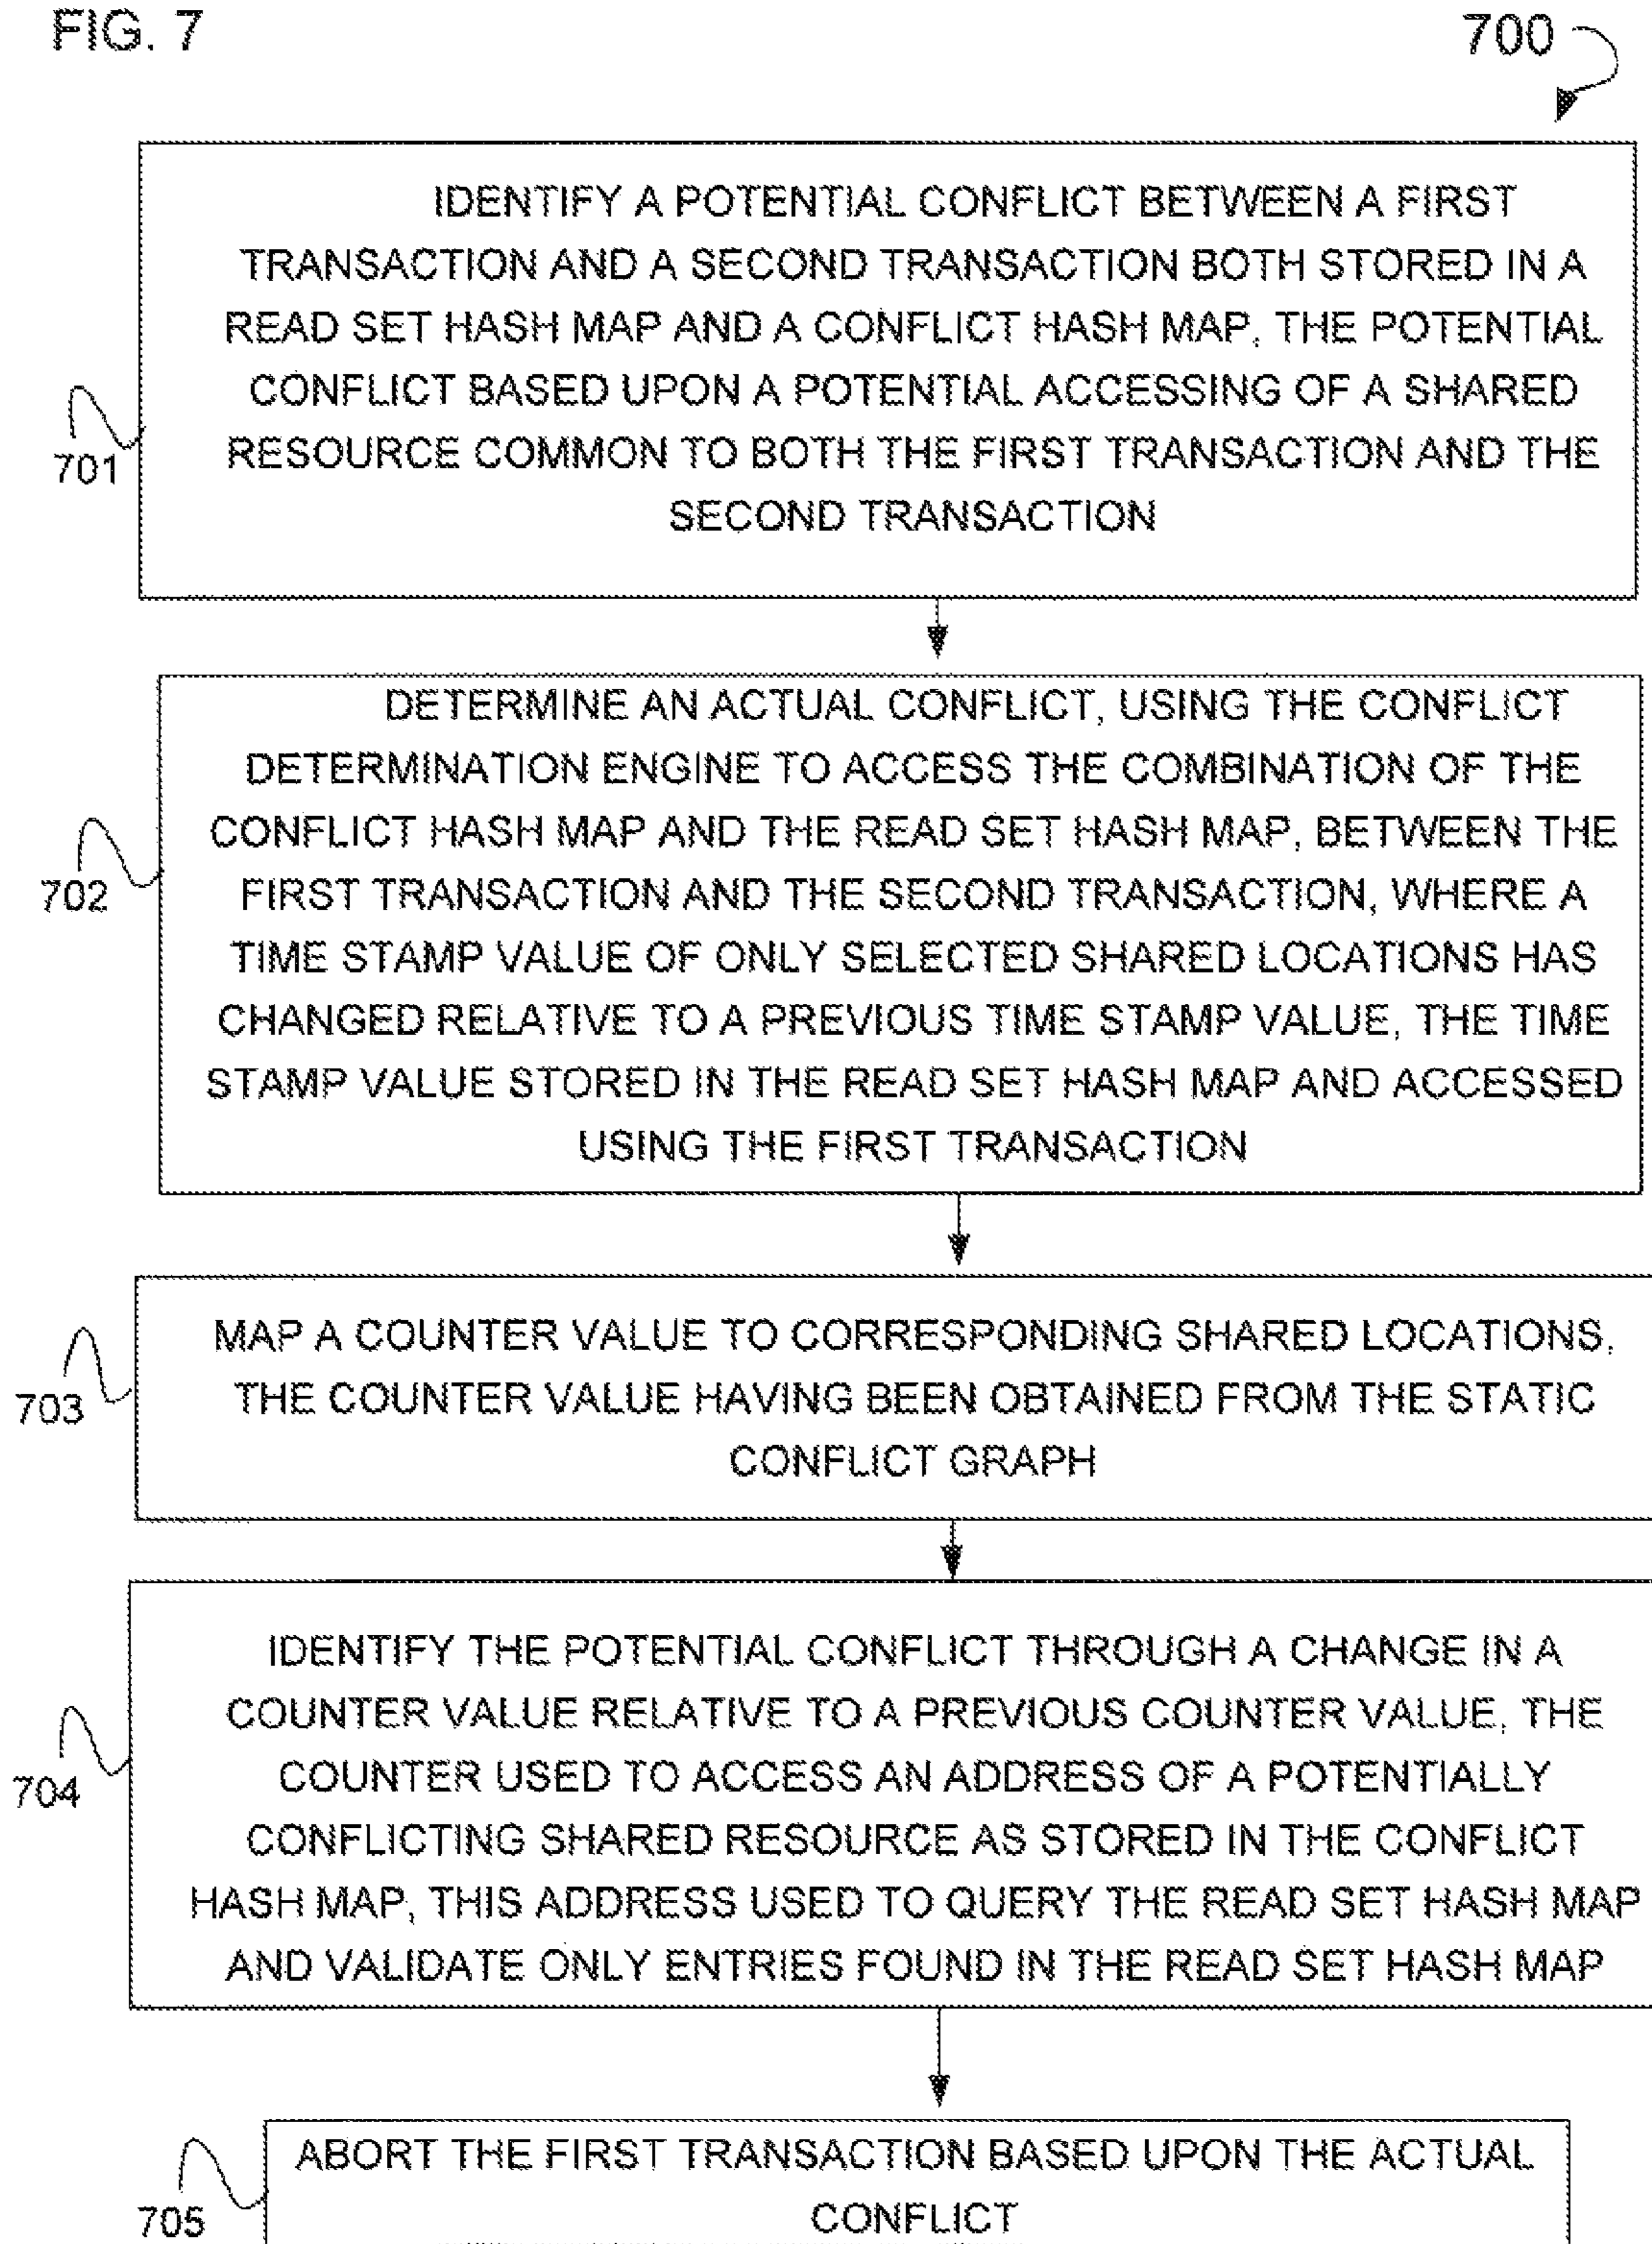 FIG. 7
700
IDENTIFY A POTENTIAL CONFLICT BETWEEN A FIRST
TRANSACTION AND A SECOND TRANSACTION BOTH STORED IN A
READ SET HASH MAP AND A CONFLICT HASH MAP, THE POTENTIAL
CONFLICT BASED UPON A POTENTIAL ACCESSING OF A SHARED
RESOURCE COMMON TO BOTH THE FIRST TRANSACTION AND THE
SECOND TRANSACTION
701
DETERMINE AN ACTUAL CONFLICT, USING THE CONFLICT
DETERMINATION ENGINE TO ACCESS THE COMBINATION OF THE
CONFLICT HASH MAP AND THE READ SET HASH MAP, BETWEEN THE
FIRST TRANSACTION AND THE SECOND TRANSACTION, WHERE A
TIME STAMP VALUE OF ONLY SELECTED SHARED LOCATIONS HAS
CHANGED RELATIVE TO A PREVIOUS TIME STAMP VALUE, THE TIME
STAMP VALUE STORED IN THE READ SET HASH MAP AND ACCESSED
USING THE FIRST TRANSACTION
702
MAP A COUNTER VALUE TO CORRESPONDING SHARED LOCATIONS,
THE COUNTER VALUE HAVING BEEN OBTAINED FROM THE STATIC
CONFLICT GRAPH
703
IDENTIFY THE POTENTIAL CONFLICT THROUGH A CHANGE IN A
COUNTER VALUE RELATIVE TO A PREVIOUS COUNTER VALUE, THE
COUNTER USED TO ACCESS AN ADDRESS OF A POTENTIALLY
CONFLICTING SHARED RESOURCE AS STORED IN THE CONFLICT
HASH MAP, THIS ADDRESS USED TO QUERY THE READ SET HASH MAP
AND VALIDATE ONLY ENTRIES FOUND IN THE READ SET HASH MAP
704
ABORT THE FIRST TRANSACTION BASED UPON THE ACTUAL
CONFLICT
705